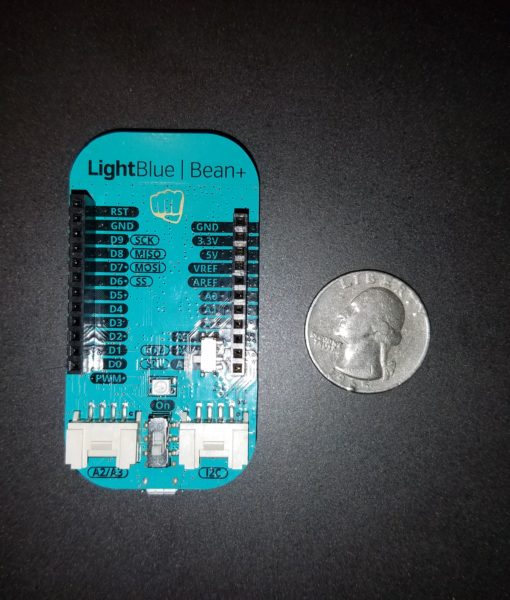 LightBlue | Bean+
RST
GND
D9 SCK
D8 MISO
D7 MOSI
D6 SS
D5
D4
D3
D2
D1
D0
PWM
GND
3.3V
5V
VREF
AREF
A0
On
A2/A3
I2C
LIBERTY